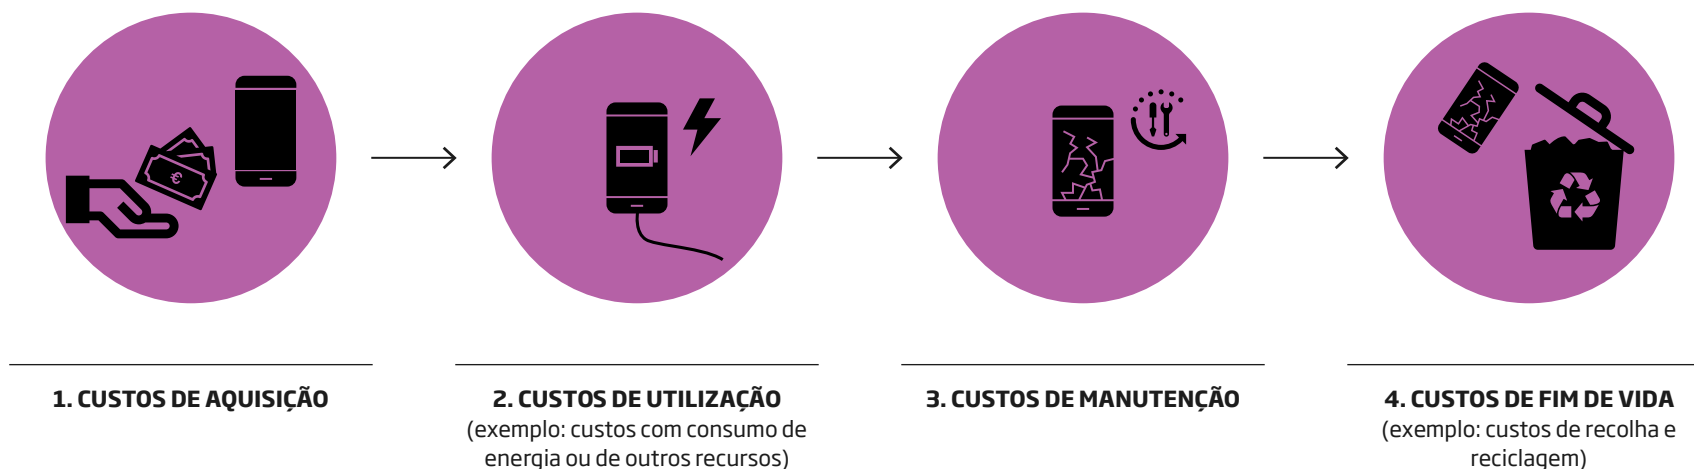 €
1. CUSTOS DE AQUISIÇÃO
2. CUSTOS DE UTILIZAÇÃO
(exemplo: custos com consumo de
energia ou de outros recursos)
3. CUSTOS DE MANUTENÇÃO
4. CUSTOS DE FIM DE VIDA
(exemplo: custos de recolha e
reciclagem)